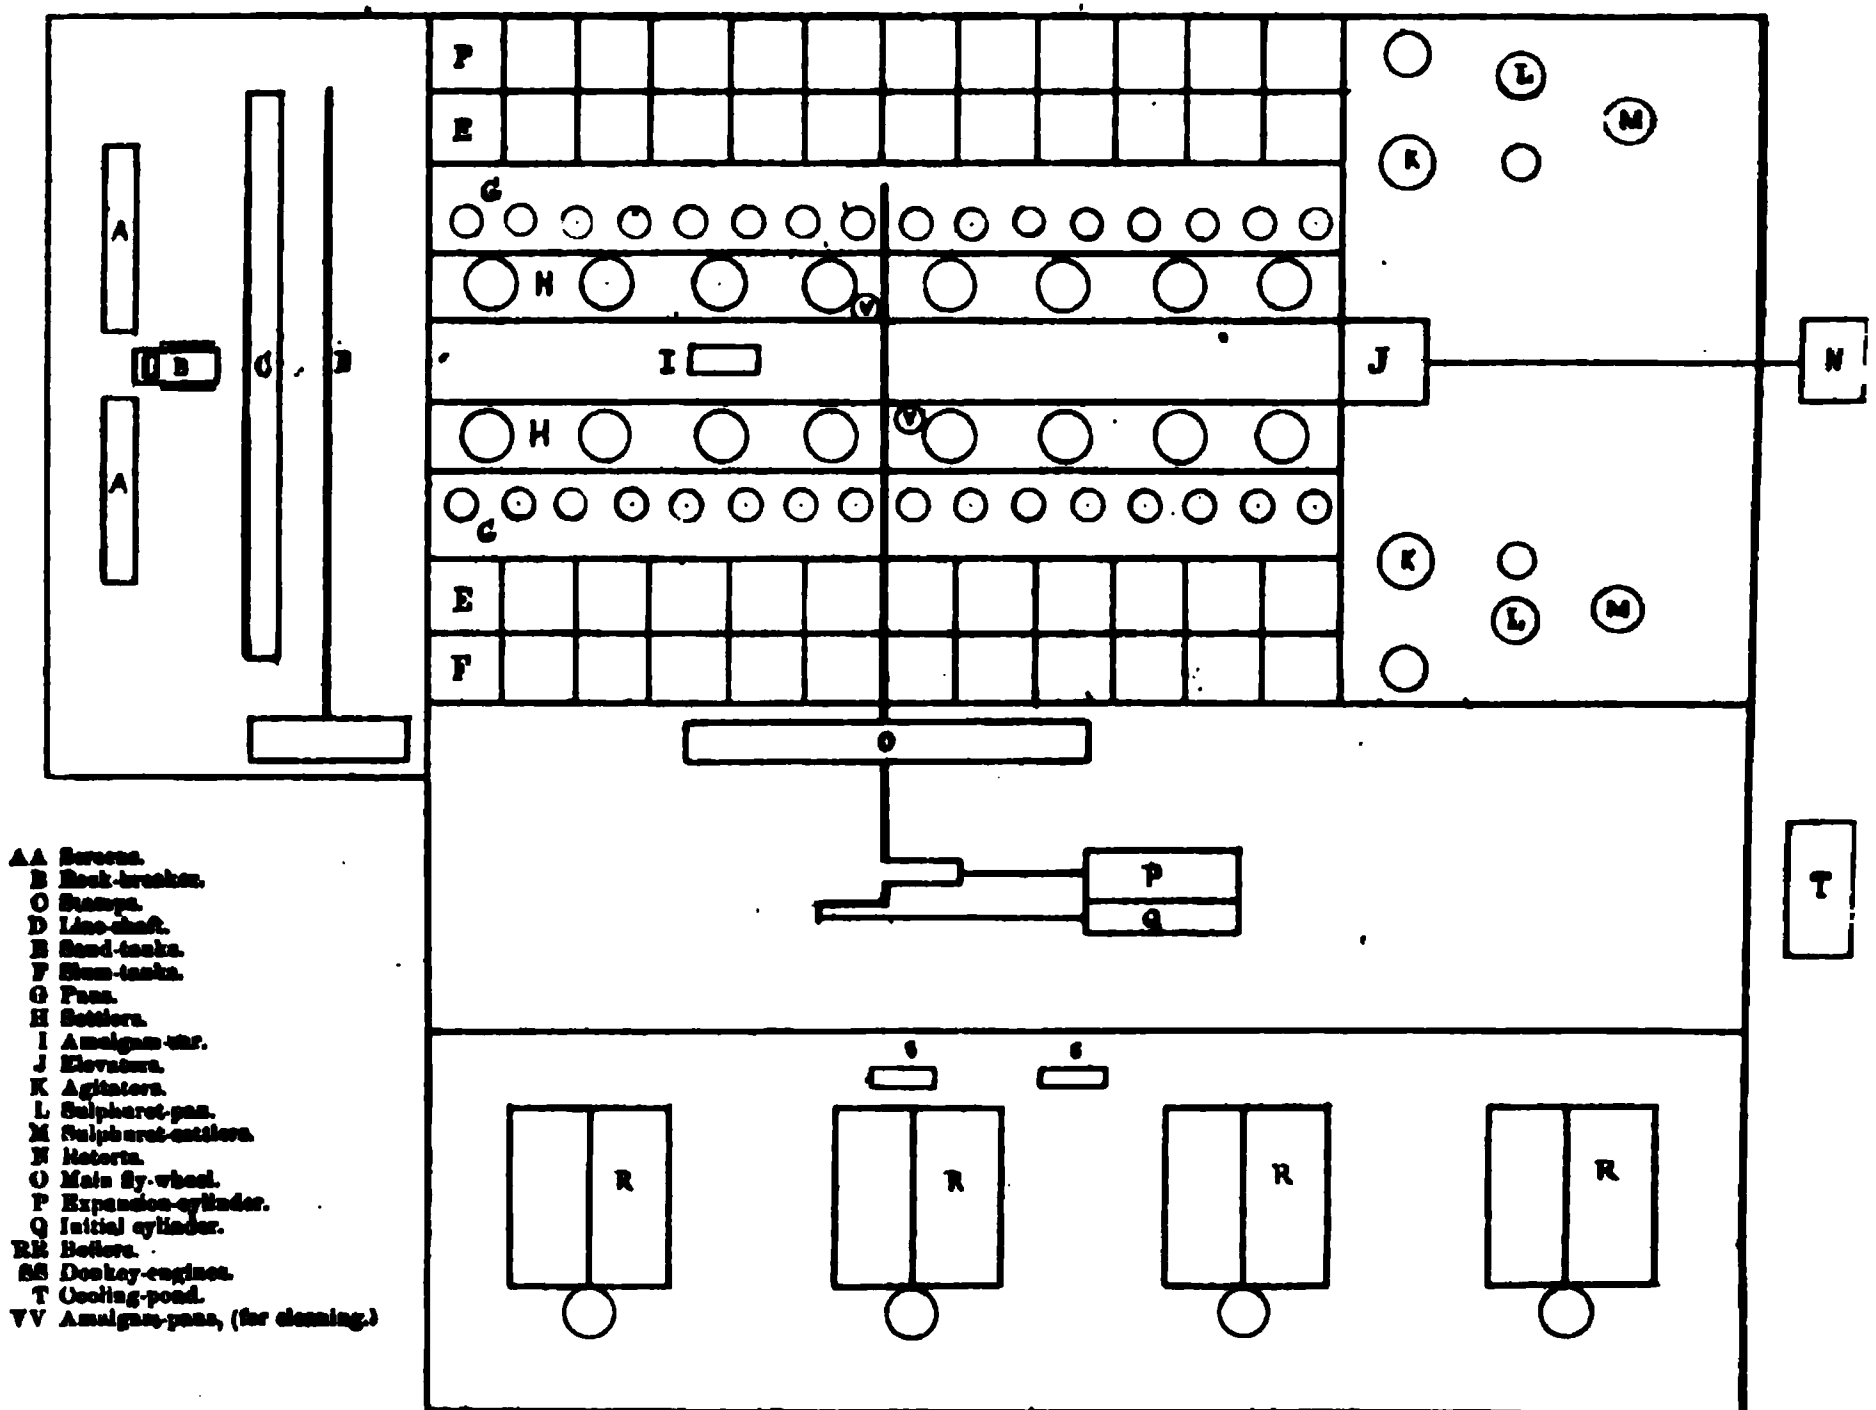 P
L
M
E
K
G
A
H
V
B
C
D
I
J
N
V
H
A
G
K
E
L
M
F
O
P
Q
T
S S
R R R R
AA Screens.
B Rock-breaker.
C Stamps.
D Line-shaft.
E Sand-tanks.
F Slum-tanks.
G Pans.
H Settlers.
I Amalgam-car.
J Elevators.
K Agitators.
L Sulphuret-pan.
M Sulphuret-settlers.
N Retorts.
O Main fly-wheel.
P Expansion-cylinder.
Q Initial cylinder.
RR Boilers.
SS Donkey-engines.
T Cooling-pond.
VV Amalgam-pans, (for cleaning.)